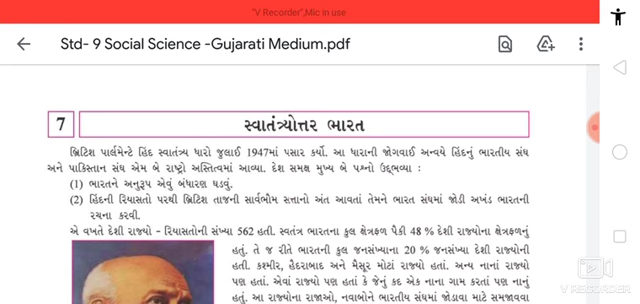 "V Recorder",Mic in use
Std- 9 Social Science -Gujarati Medium.pdf
7 સ્વાતંત્ર્યોત્તર ભારત
બ્રિટિશ પાર્લમેન્ટે હિંદ સ્વાતંત્ર્ય ધારો જુલાઈ 1947માં પસાર કર્યો. આ ધારાની જોગવાઈ અન્વયે હિંદનું ભારતીય સંઘ
અને પાકિસ્તાન સંઘ એમ બે રાષ્ટ્રો અસ્તિત્વમાં આવ્યા. દેશ સમક્ષ મુખ્ય બે પ્રશ્નો ઉદ્દભવ્યા :
(1) ભારતને અનુરૂપ એવું બંધારણ ઘડવું.
(2) હિંદની રિયાસતો પરથી બ્રિટિશ તાજની સાર્વભૌમ સત્તાનો અંત આવતાં તેમને ભારત સંઘમાં જોડી અખંડ ભારતની
રચના કરવી.
એ વખતે દેશી રાજ્યો - રિયાસતોની સંખ્યા 562 હતી. સ્વતંત્ર ભારતના કુલ ક્ષેત્રફળ પૈકી 48 % દેશી રાજ્યોના ક્ષેત્રફળનું
હતું. તે જ રીતે ભારતની કુલ જનસંખ્યાના 20 % જનસંખ્યા દેશી રાજ્યોની
હતી. કશ્મીર, હૈદરાબાદ અને મૈસૂર મોટાં રાજ્યો હતાં. અન્ય નાનાં રાજ્યો
પણ હતાં. એવાં રાજ્યો પણ હતાં કે જેનું કદ એક નાના ગામ કરતાં પણ નાનું
હતું. આ રાજ્યોના રાજાઓ, નવાબોને ભારતીય સંઘમાં જોડાવા માટે સમજાવવા
V RECORDER